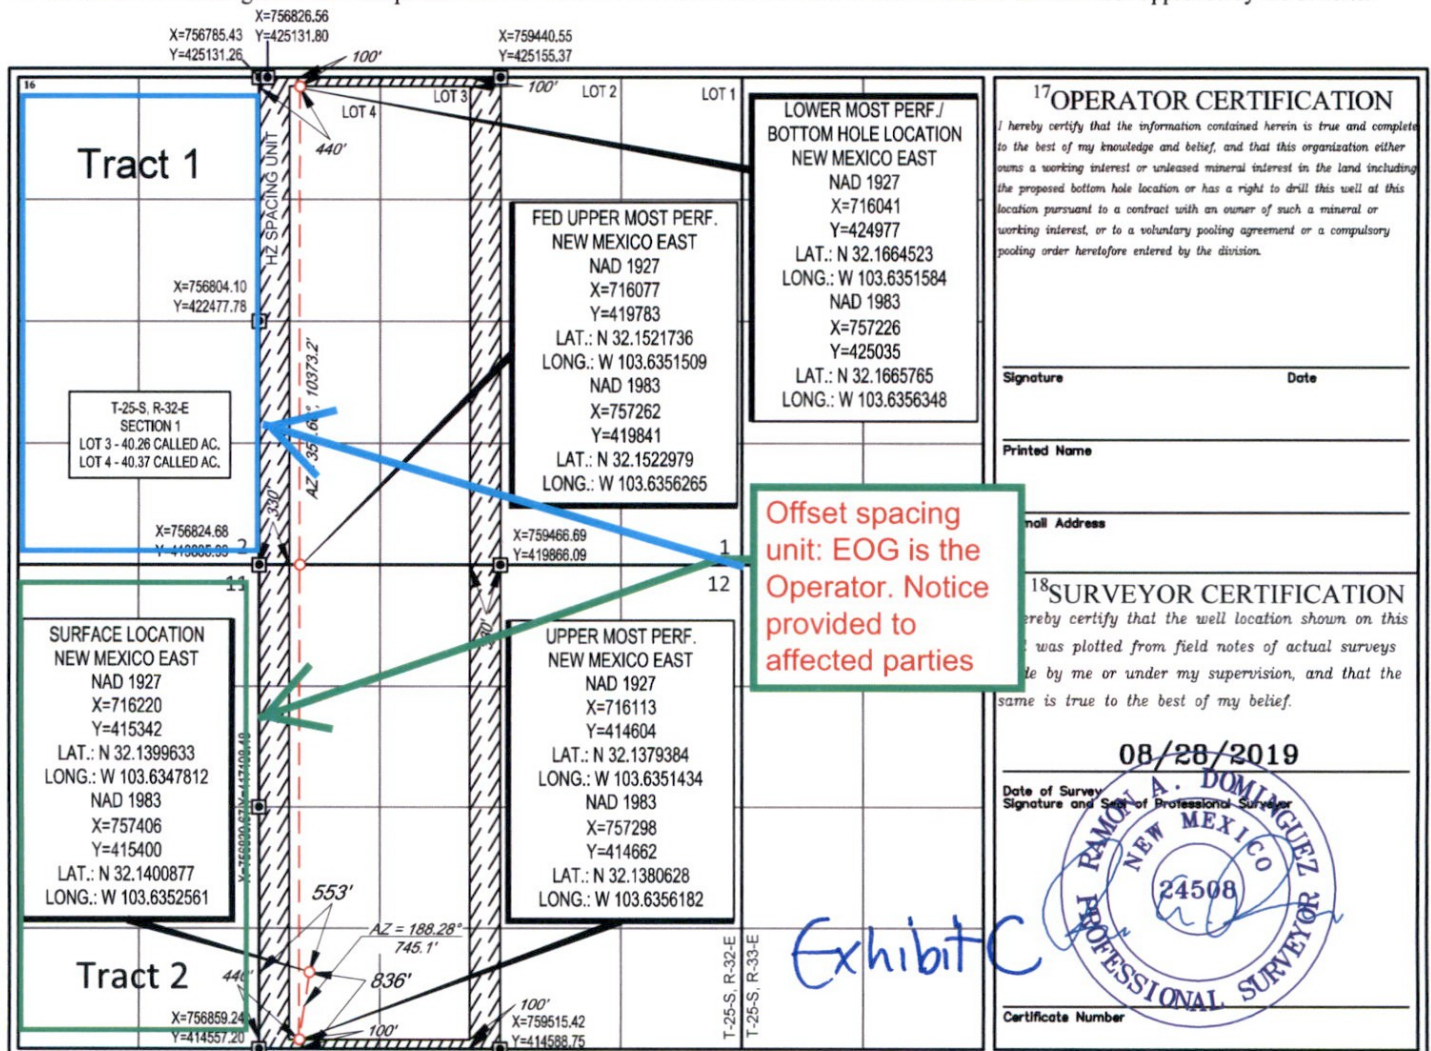 X=756826.56
Y=425131.80
X=756785.43
Y=425131.26
X=759440.55
Y=425155.37
100'
100'
16
LOT 4
LOT 3
LOT 2
LOT 1
440'
Tract 1
HZ SPACING UNIT
X=756804.10
Y=422477.78
T-25-S, R-32-E
SECTION 1
LOT 3 - 40.26 CALLED AC.
LOT 4 - 40.37 CALLED AC.
10373.2'
330'
X=756824.68
2
11
LOWER MOST PERF./
BOTTOM HOLE LOCATION
NEW MEXICO EAST
NAD 1927
X=716041
Y=424977
LAT.: N 32.1664523
LONG.: W 103.6351584
NAD 1983
X=757226
Y=425035
LAT.: N 32.1665765
LONG.: W 103.6356348
FED UPPER MOST PERF.
NEW MEXICO EAST
NAD 1927
X=716077
Y=419783
LAT.: N 32.1521736
LONG.: W 103.6351509
NAD 1983
X=757262
Y=419841
LAT.: N 32.1522979
LONG.: W 103.6356265
X=759466.69
Y=419866.09
1
12
Offset spacing
unit: EOG is the
Operator. Notice
provided to
affected parties
SURFACE LOCATION
NEW MEXICO EAST
NAD 1927
X=716220
Y=415342
LAT.: N 32.1399633
LONG.: W 103.6347812
NAD 1983
X=757406
Y=415400
LAT.: N 32.1400877
LONG.: W 103.6352561
UPPER MOST PERF.
NEW MEXICO EAST
NAD 1927
X=716113
Y=414604
LAT.: N 32.1379384
LONG.: W 103.6351434
NAD 1983
X=757298
Y=414662
LAT.: N 32.1380628
LONG.: W 103.6356182
553'
AZ = 188.28°
745.1'
836'
Tract 2
X=756859.24
Y=414557.20
100'
100'
X=759515.42
Y=414588.75
T-25-S, R-32-E
T-25-S, R-33-E
Exhibit C
17 OPERATOR CERTIFICATION
I hereby certify that the information contained herein is true and complete
to the best of my knowledge and belief, and that this organization either
owns a working interest or unleased mineral interest in the land including
the proposed bottom hole location or has a right to drill this well at this
location pursuant to a contract with an owner of such a mineral or
working interest, or to a voluntary pooling agreement or a compulsory
pooling order heretofore entered by the division.
Signature Date
Printed Name
Address
18 SURVEYOR CERTIFICATION
certify that the well location shown on this
was plotted from field notes of actual surveys
by me or under my supervision, and that the
same is true to the best of my belief.
08/28/2019
Date of Survey
Signature and Seal of Professional Surveyor
RAMON A. DOMINGUEZ
NEW MEXICO
24508
PROFESSIONAL SURVEYOR
Certificate Number